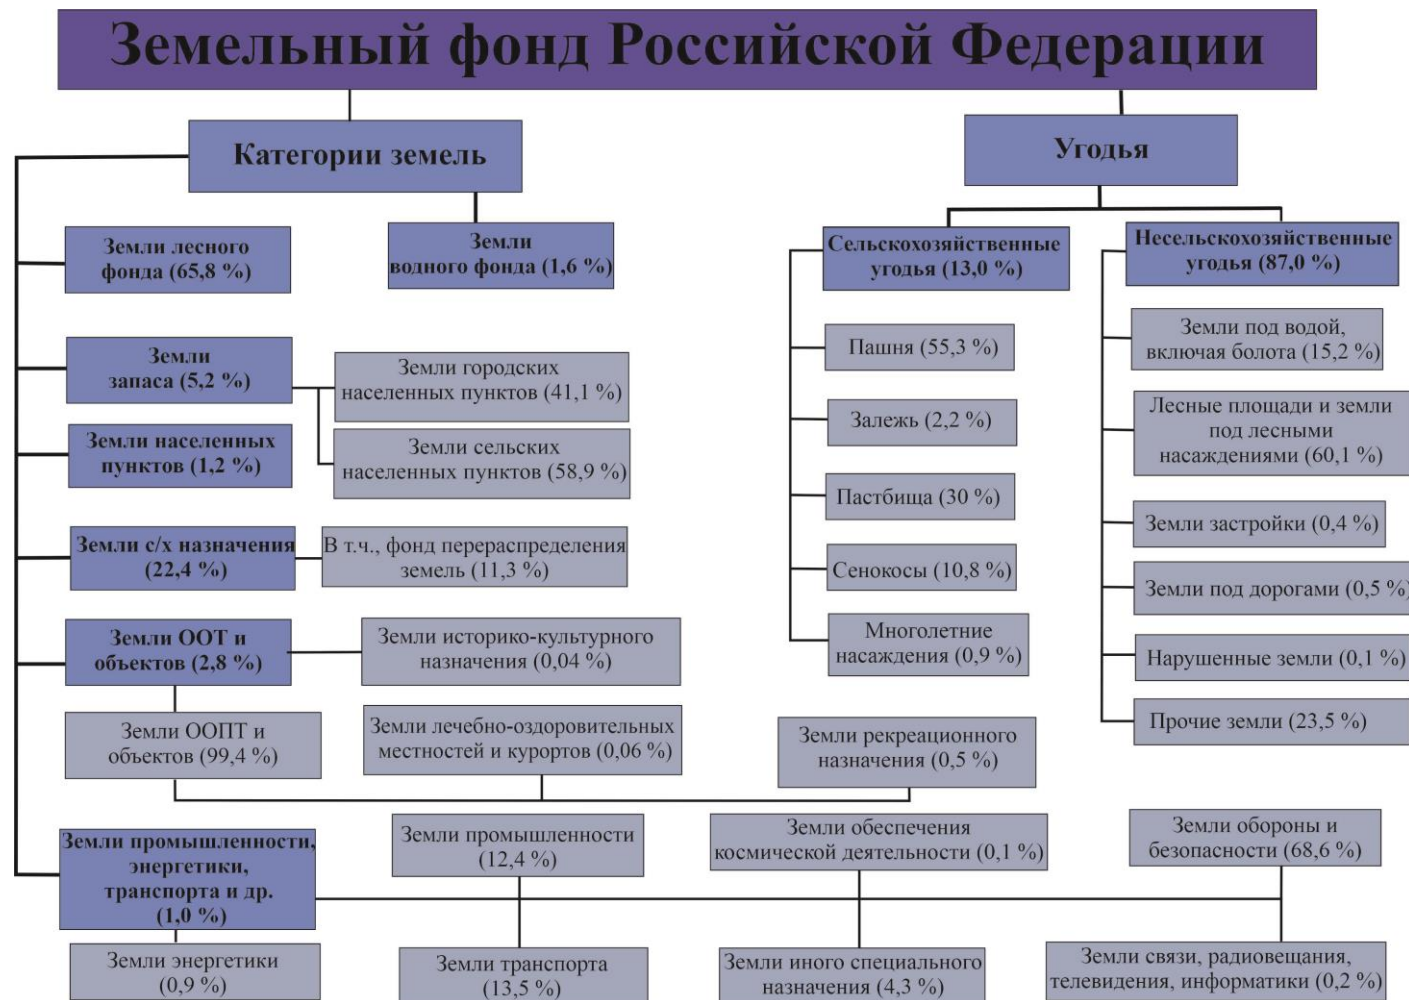 Земельный фонд Российской Федерации
Категории земель
Земли лесного
фонда (65,8 %)
Земли
водного фонда (1,6 %)
Земли
запаса (5,2 %)
Земли городских
населенных пунктов (41,1 %)
Земли населенных
пунктов (1,2 %)
Земли сельских
населенных пунктов (58,9 %)
Земли с/х назначения
(22,4 %)
В т.ч., фонд перераспределения
земель (11,3 %)
Земли ООТ и
объектов (2,8 %)
Земли историко-культурного
назначения (0,04 %)
Земли ООПТ и
объектов (99,4 %)
Земли лечебно-оздоровительных
местностей и курортов (0,06 %)
Земли рекреационного
назначения (0,5 %)
Земли промышленности,
энергетики,
транспорта и др.
(1,0 %)
Земли промышленности
(12,4 %)
Земли обеспечения
космической деятельности (0,1 %)
Земли обороны и
безопасности (68,6 %)
Земли энергетики
(0,9 %)
Земли транспорта
(13,5 %)
Земли иного специального
назначения (4,3 %)
Земли связи, радиовещания,
телевидения, информатики (0,2 %)
Угодья
Сельскохозяйственные
угодья (13,0 %)
Пашня (55,3 %)
Залежь (2,2 %)
Пастбища (30 %)
Сенокосы (10,8 %)
Многолетние
насаждения (0,9 %)
Несельскохозяйственные
угодья (87,0 %)
Земли под водой,
включая болота (15,2 %)
Лесные площади и земли
под лесными
насаждениями (60,1 %)
Земли застройки (0,4 %)
Земли под дорогами (0,5 %)
Нарушенные земли (0,1 %)
Прочие земли (23,5 %)